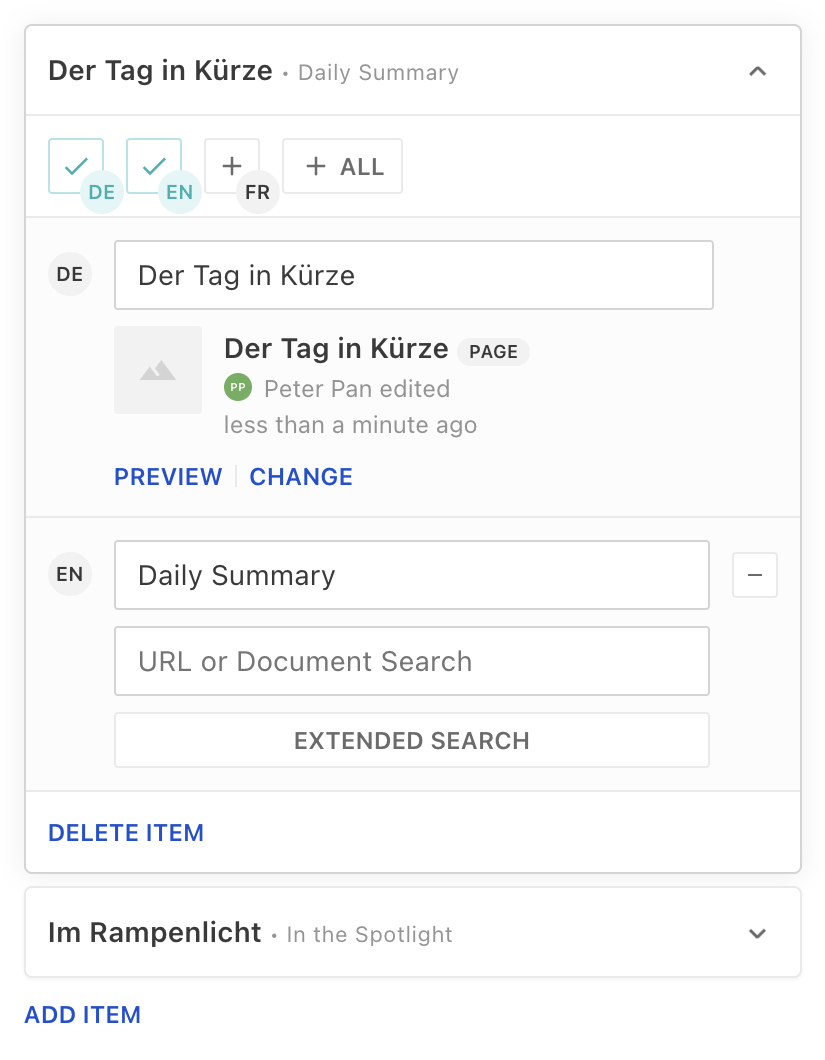 Der Tag in Kürze • Daily Summary
DE EN FR + ALL
DE Der Tag in Kürze
Der Tag in Kürze PAGE
PP Peter Pan edited
less than a minute ago
PREVIEW CHANGE
EN Daily Summary
URL or Document Search
EXTENDED SEARCH
DELETE ITEM
Im Rampenlicht • In the Spotlight
ADD ITEM